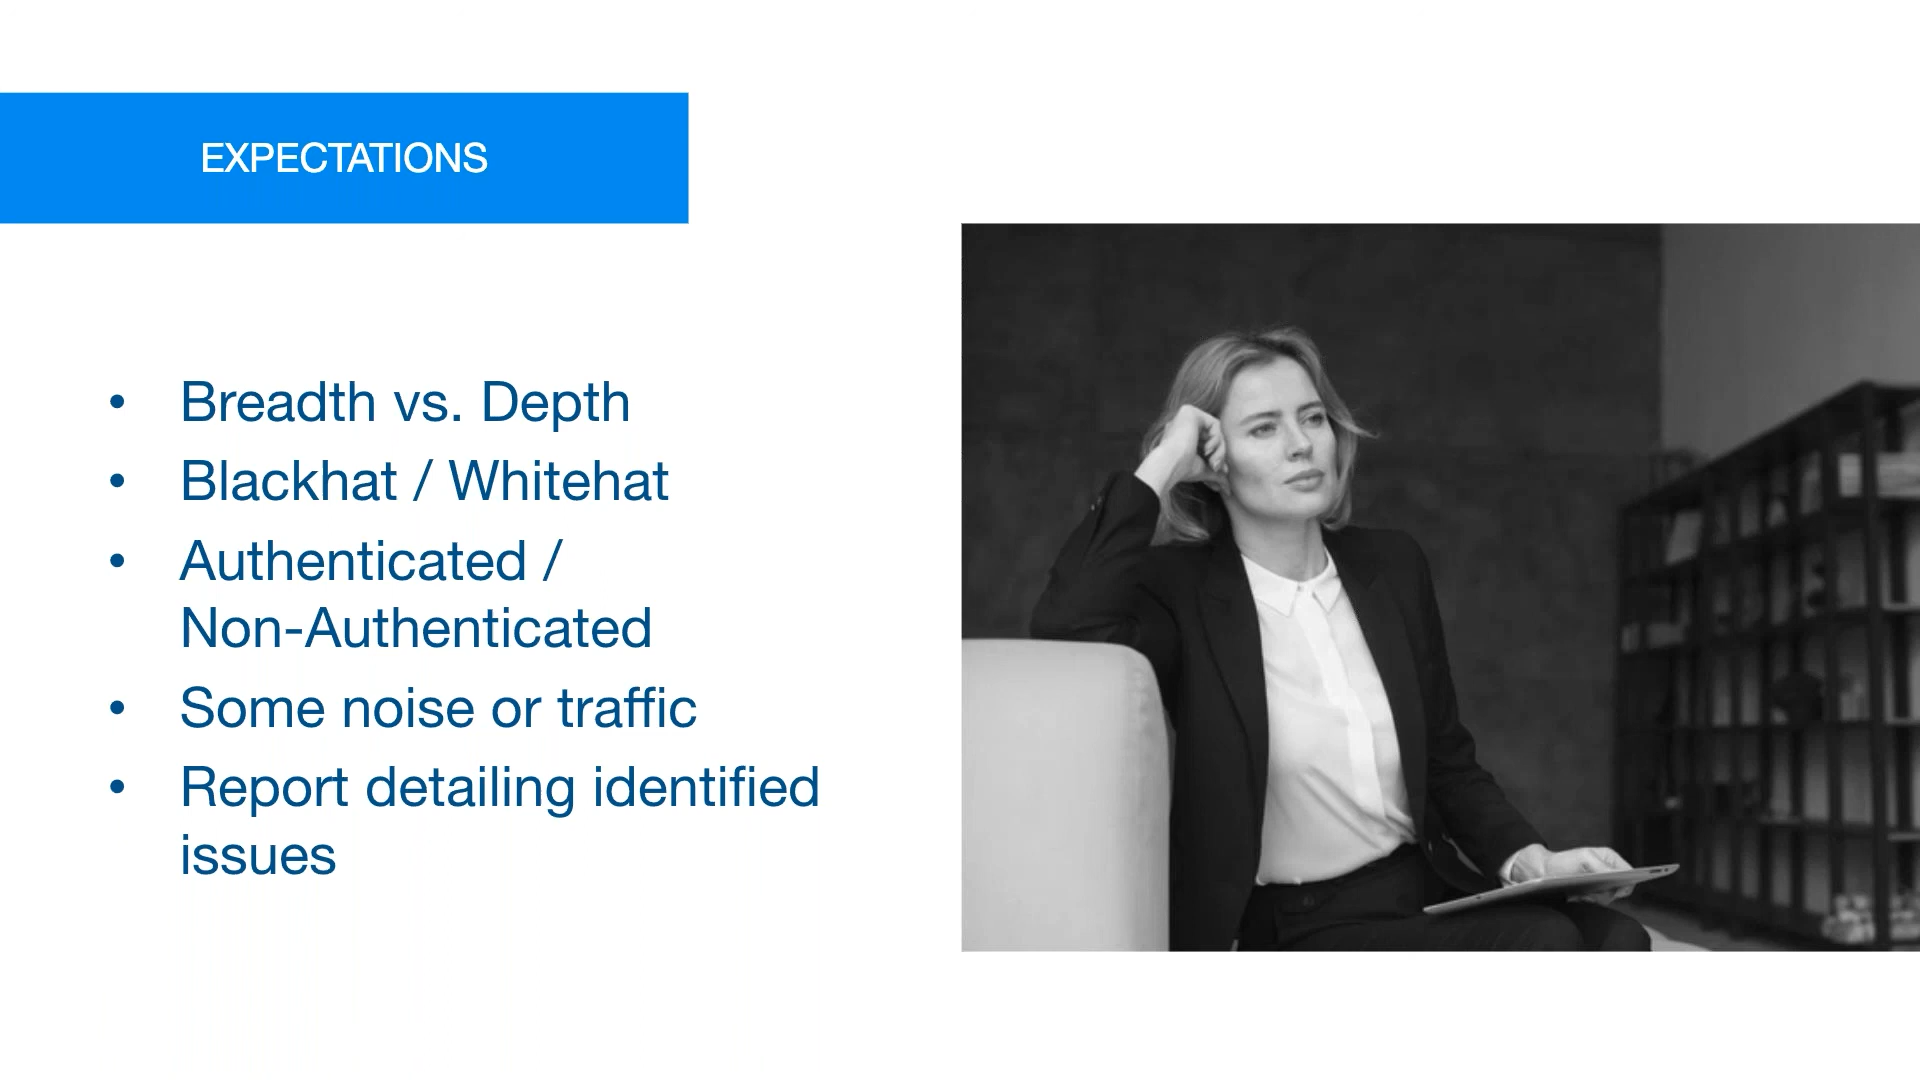 EXPECTATIONS
• Breadth vs. Depth
• Blackhat / Whitehat
• Authenticated /
Non-Authenticated
• Some noise or traffic
• Report detailing identified
issues